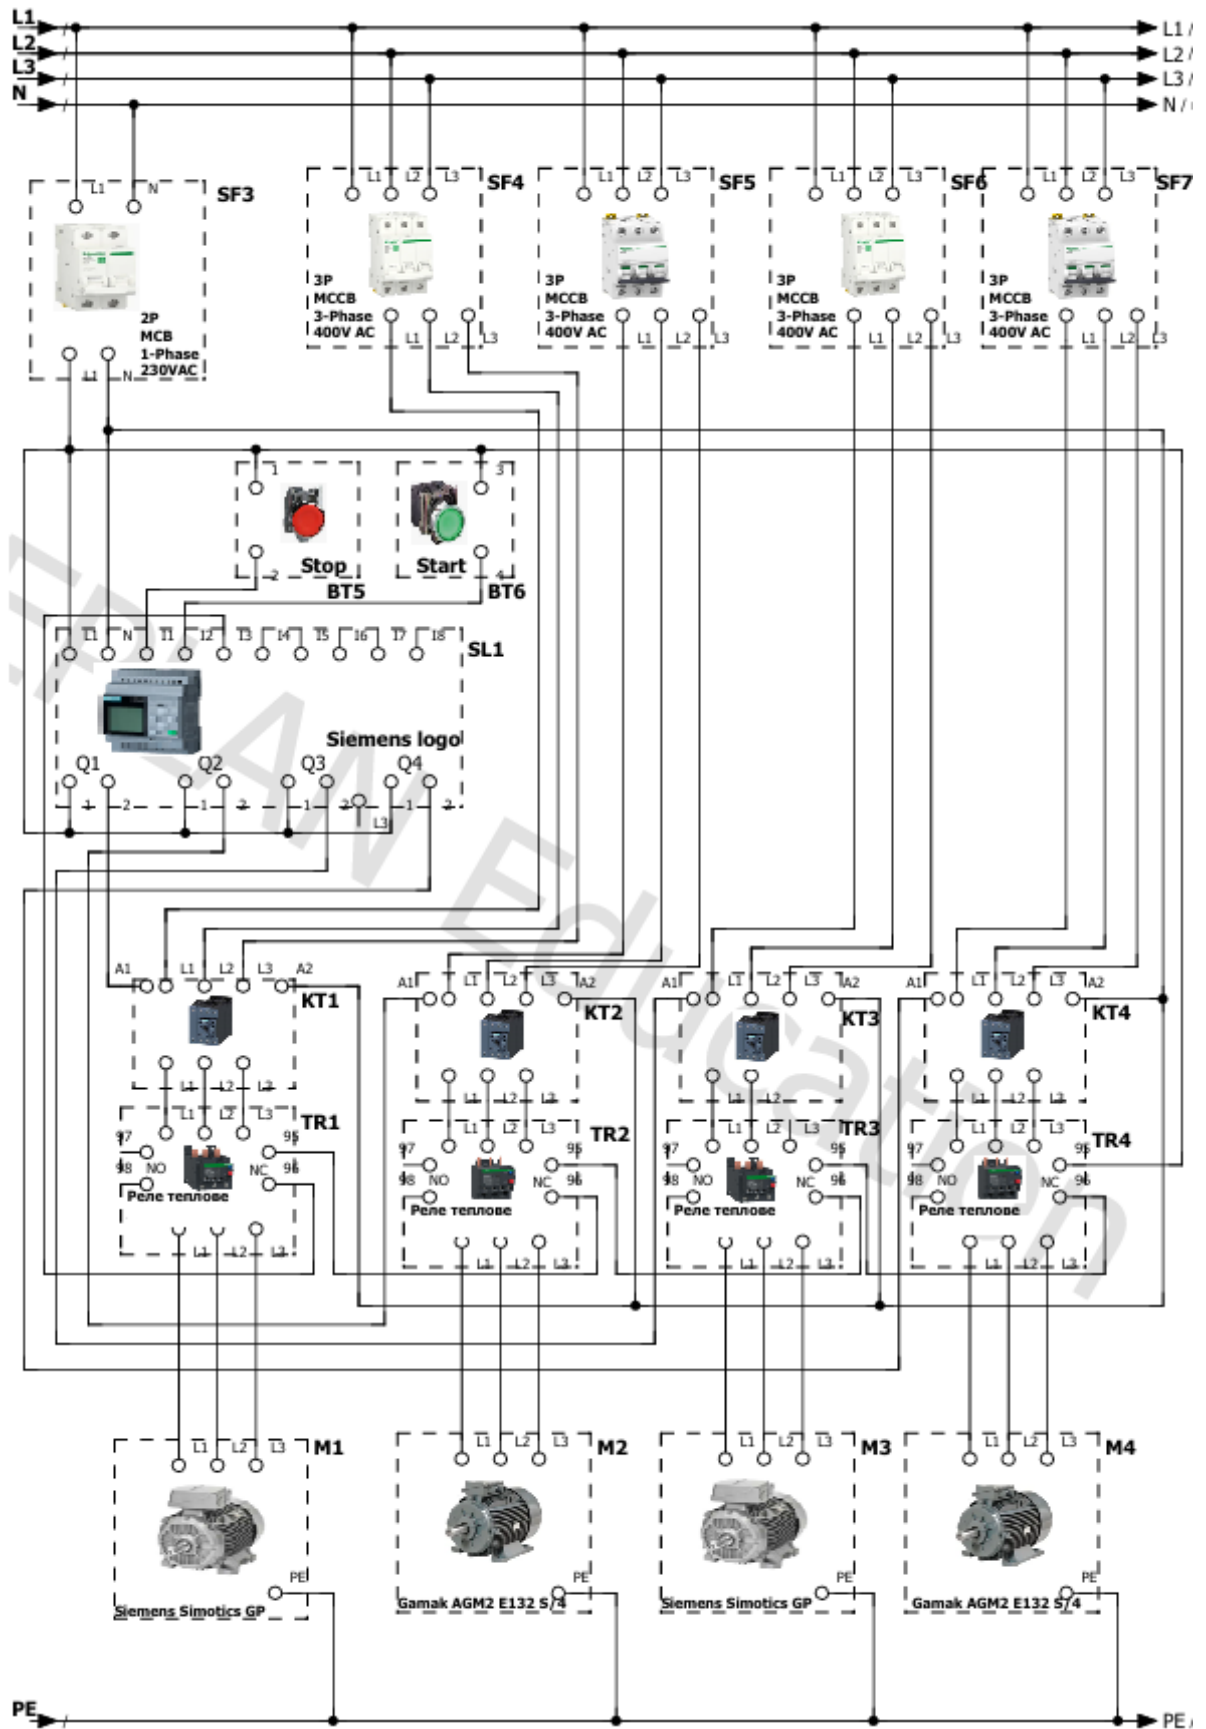 L1 L1 /
L2 L2 /
L3 L3 /
N N /
L1 N SF3
L1 L2 L3 SF4
L1 L2 L3 SF5
L1 L2 L3 SF6
L1 L2 L3 SF7
2P
MCB
1-Phase
230VAC
L1 N
3P
MCCB
3-Phase
400V AC
L1 L2 L3
3P
MCCB
3-Phase
400V AC
L1 L2 L3
3P
MCCB
3-Phase
400V AC
L1 L2 L3
3P
MCCB
3-Phase
400V AC
L1 L2 L3
1
Stop
2
BT5
3
Start
4
BT6
L1 N I1 I2 I3 I4 I5 I6 I7 I8 SL1
Siemens logo
Q1 Q2 Q3 Q4
1 2 1 2 1 2 1 2
L3
EPLAN Education
A1 L1 L2 L3 A2 KT1
L1 L2 L3
A1 L1 L2 L3 A2 KT2
L1 L2 L3
A1 L1 L2 L3 A2 KT3
L1 L2
A1 L1 L2 L3 A2 KT4
L1 L2 L3
L1 L2 L3 TR1
97 95
98 NO NC 96
Реле теплове
L1 L2 L3
L1 L2 L3 TR2
97 95
98 NO NC 96
Реле теплове
L1 L2 L3
L1 L2 L3 TR3
97 95
98 NO NC 96
Реле теплове
L1 L2 L3
L1 L2 L3 TR4
97 95
98 NO NC 96
Реле теплове
L1 L2 L3
L1 L2 L3 M1
PE
Siemens Simotics GP
L1 L2 L3 M2
PE
Gamak AGM2 E132 S/4
L1 L2 L3 M3
PE
Siemens Simotics GP
L1 L2 L3 M4
PE
Gamak AGM2 E132 S/4
PE PE /